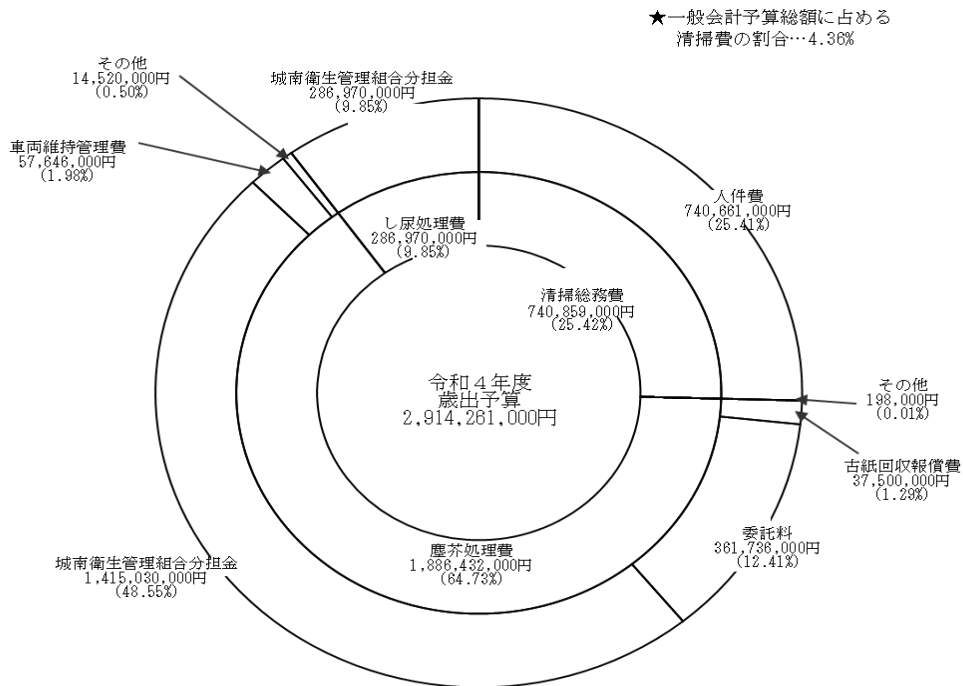 ★一般会計予算総額に占める
清掃費の割合…4.36%
その他
14,520,000円
(0.50%)
城南衛生管理組合分担金
286,970,000円
(9.85%)
車両維持管理費
57,646,000円
(1.98%)
人件費
740,661,000円
(25.41%)
し尿処理費
286,970,000円
(9.85%)
清掃総務費
740,859,000円
(25.42%)
令和４年度
歳出予算
2,914,261,000円
その他
198,000円
(0.01%)
古紙回収報償費
37,500,000円
(1.29%)
委託料
361,736,000円
(12.41%)
塵芥処理費
1,886,432,000円
(64.73%)
城南衛生管理組合分担金
1,415,030,000円
(48.55%)